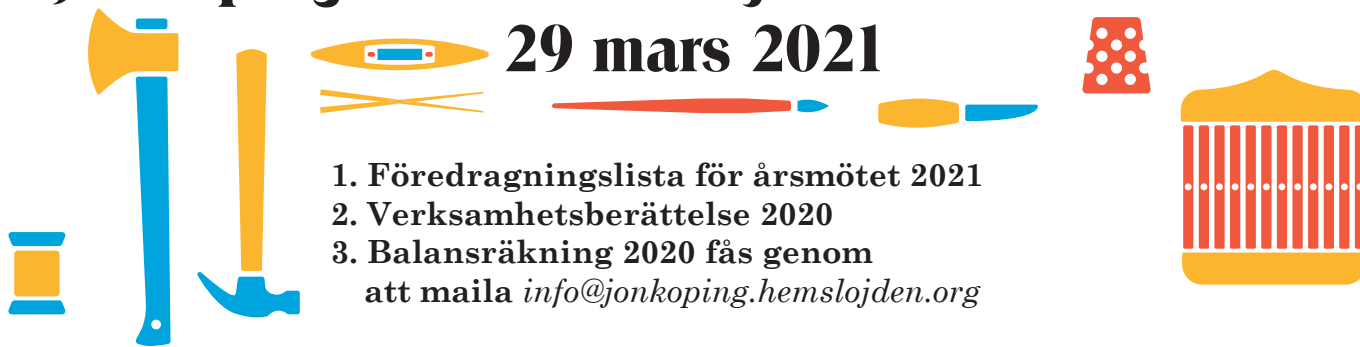 29 mars 2021
1. Föredragningslista för årsmötet 2021
2. Verksamhetsberättelse 2020
3. Balansräkning 2020 fås genom
att maila info@jonkoping.hemslojden.org